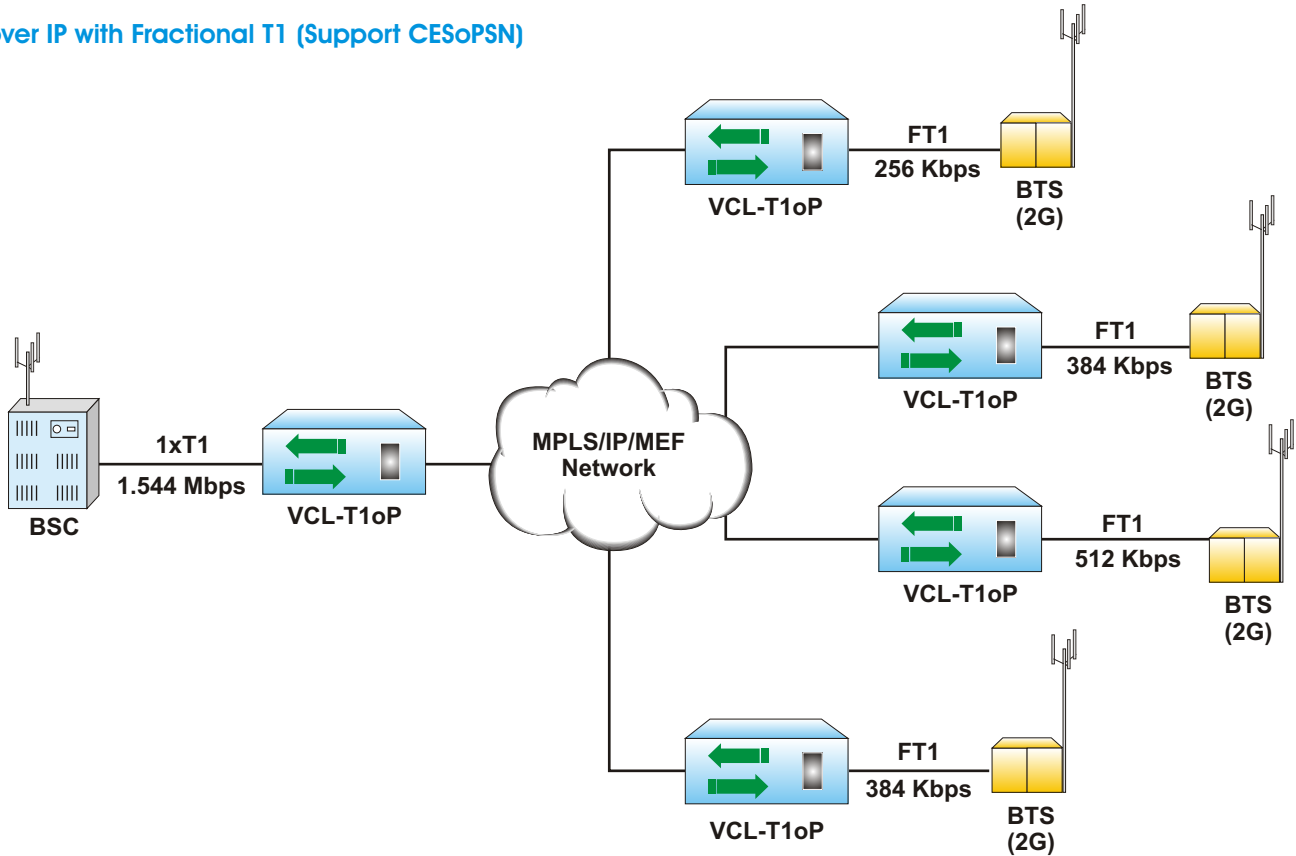 over IP with Fractional T1 (Support CESoPSN)
FT1
256 Kbps
VCL-T1oP
BTS
(2G)
FT1
384 Kbps
VCL-T1oP
BTS
(2G)
1xT1
1.544 Mbps
BSC
VCL-T1oP
MPLS/IP/MEF
Network
FT1
512 Kbps
VCL-T1oP
BTS
(2G)
FT1
384 Kbps
VCL-T1oP
BTS
(2G)